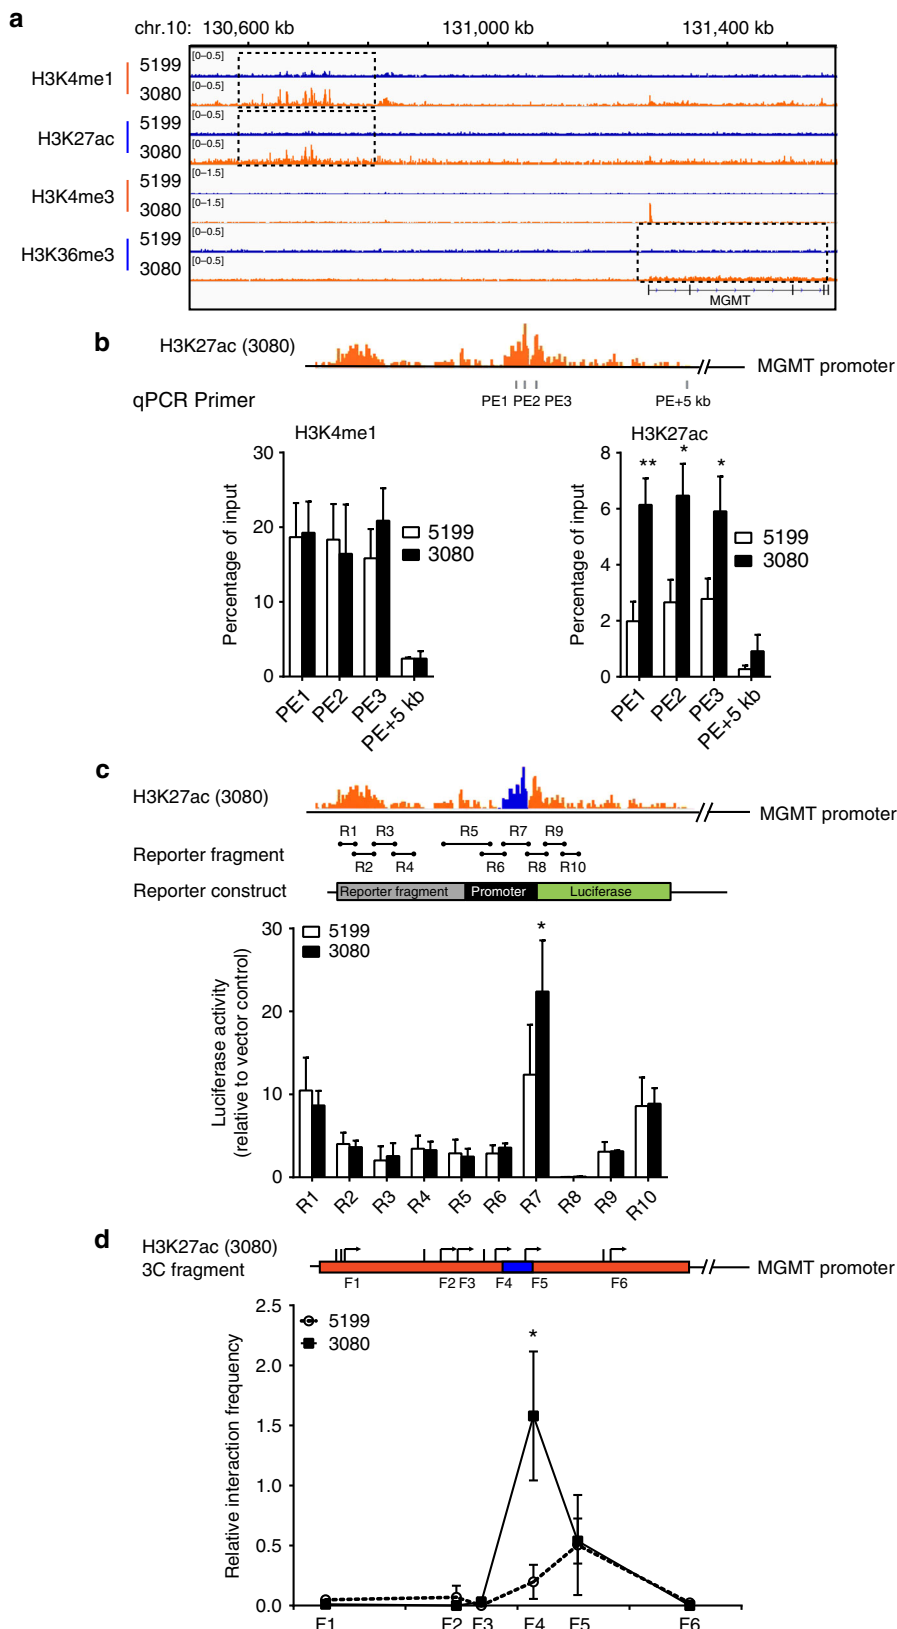 a
chr.10: 130,600 kb 131,000 kb 131,400 kb
H3K4me1 5199 [0–0.5]
3080 [0–0.5]
H3K27ac 5199 [0–0.5]
3080 [0–0.5]
H3K4me3 5199 [0–1.5]
3080 [0–1.5]
H3K36me3 5199 [0–0.5]
3080 [0–0.5]
MGMT
b
H3K27ac (3080)
MGMT promoter
qPCR Primer PE1 PE2 PE3 PE+5 kb
H3K4me1
Percentage of input
30
20
10
0
5199
3080
PE1 PE2 PE3 PE+5 kb
H3K27ac
Percentage of input
8
6
4
2
0
** * *
5199
3080
PE1 PE2 PE3 PE+5 kb
c
H3K27ac (3080)
MGMT promoter
Reporter fragment
R1 R3 R5 R7 R9
R2 R4 R6 R8 R10
Reporter construct Reporter fragment Promoter Luciferase
Luciferase activity
(relative to vector control)
30
20
10
0
5199
3080
*
R1 R2 R3 R4 R5 R6 R7 R8 R9 R10
d
H3K27ac (3080)
3C fragment
MGMT promoter
F1 F2 F3 F4 F5 F6
Relative interaction frequency
2.5
2.0
1.5
1.0
0.5
0.0
5199
3080
*
F1 F2 F3 F4 F5 F6